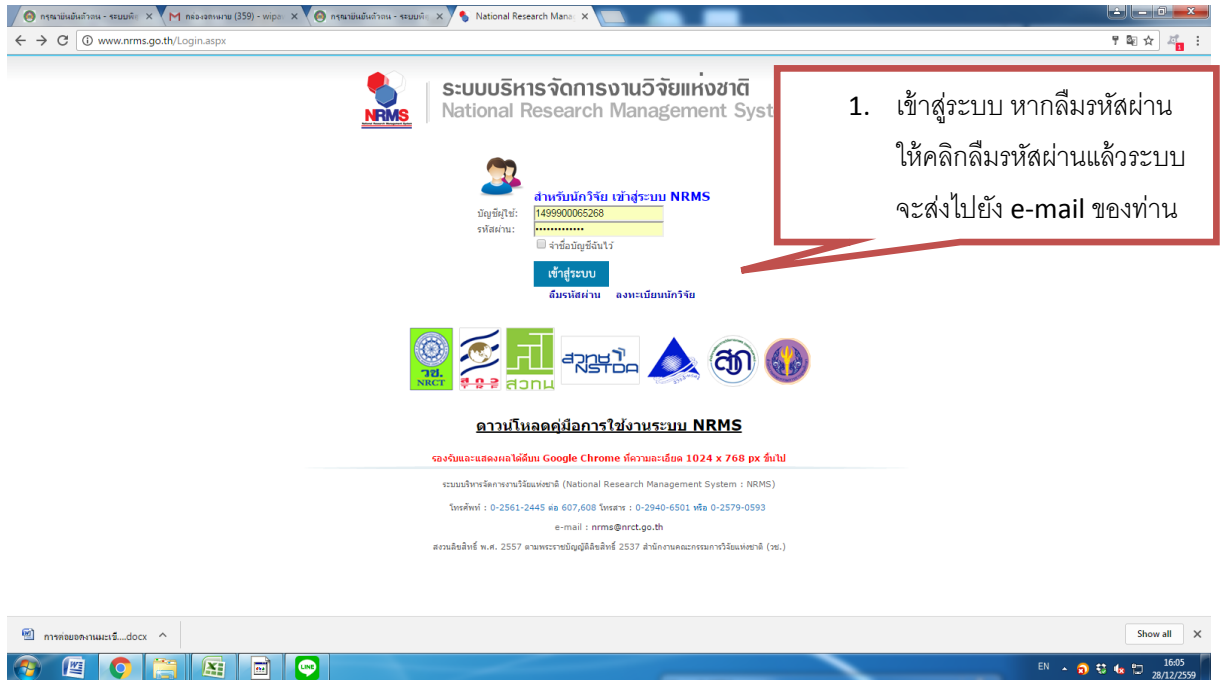 กรุณายืนยันตัวตน - ระบบพิ
กล่องจดหมาย (359) - wipa
กรุณายืนยันตัวตน - ระบบพิ
National Research Mana
www.nrms.go.th/Login.aspx
NRMS
ระบบบริหารจัดการงานวิจัยแห่งชาติ
National Research Management Syst
1. เข้าสู่ระบบ หากลืมรหัสผ่าน
ให้คลิกลืมรหัสผ่านแล้วระบบ
จะส่งไปยัง e-mail ของท่าน
สำหรับนักวิจัย เข้าสู่ระบบ NRMS
บัญชีผู้ใช้: 1499900065268
รหัสผ่าน: •••••••••••••
จำชื่อบัญชีฉันไว้
เข้าสู่ระบบ
ลืมรหัสผ่าน ลงทะเบียนนักวิจัย
วช.
NRCT
สวทน
สวทช
NSTDA
สกว
ดาวน์โหลดคู่มือการใช้งานระบบ NRMS
รองรับและแสดงผลได้ดีบน Google Chrome ที่ความละเอียด 1024 x 768 px ขึ้นไป
ระบบบริหารจัดการงานวิจัยแห่งชาติ (National Research Management System : NRMS)
โทรศัพท์ : 0-2561-2445 ต่อ 607,608 โทรสาร : 0-2940-6501 หรือ 0-2579-0593
e-mail : nrms@nrct.go.th
สงวนลิขสิทธิ์ พ.ศ. 2557 ตามพระราชบัญญัติลิขสิทธิ์ 2537 สำนักงานคณะกรรมการวิจัยแห่งชาติ (วช.)
Show all
LINE
EN
16:05
28/12/2559